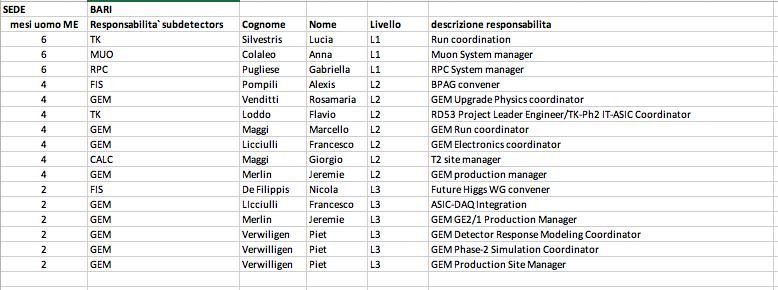 SEDE BARI
mesi uomo ME Responsabilita` subdetectors Cognome Nome Livello descrizione responsabilita
6 TK Silvestris Lucia L1 Run coordination
6 MUO Colaleo Anna L1 Muon System manager
6 RPC Pugliese Gabriella L1 RPC System manager
4 FIS Pompili Alexis L2 BPAG convener
4 GEM Venditti Rosamaria L2 GEM Upgrade Physics coordinator
4 TK Loddo Flavio L2 RD53 Project Leader Engineer/TK-Ph2 IT-ASIC Coordinator
4 GEM Maggi Marcello L2 GEM Run coordinator
4 GEM Licciulli Francesco L2 GEM Electronics coordinator
4 CALC Maggi Giorgio L2 T2 site manager
4 GEM Merlin Jeremie L2 GEM production manager
2 FIS De Filippis Nicola L3 Future Higgs WG convener
2 GEM LIcciulli Francesco L3 ASIC-DAQ Integration
2 GEM Merlin Jeremie L3 GEM GE2/1 Production Manager
2 GEM Verwiligen Piet L3 GEM Detector Response Modeling Coordinator
2 GEM Verwilligen Piet L3 GEM Phase-2 Simulation Coordinator
2 GEM Verwilligen Piet L3 GEM Production Site Manager